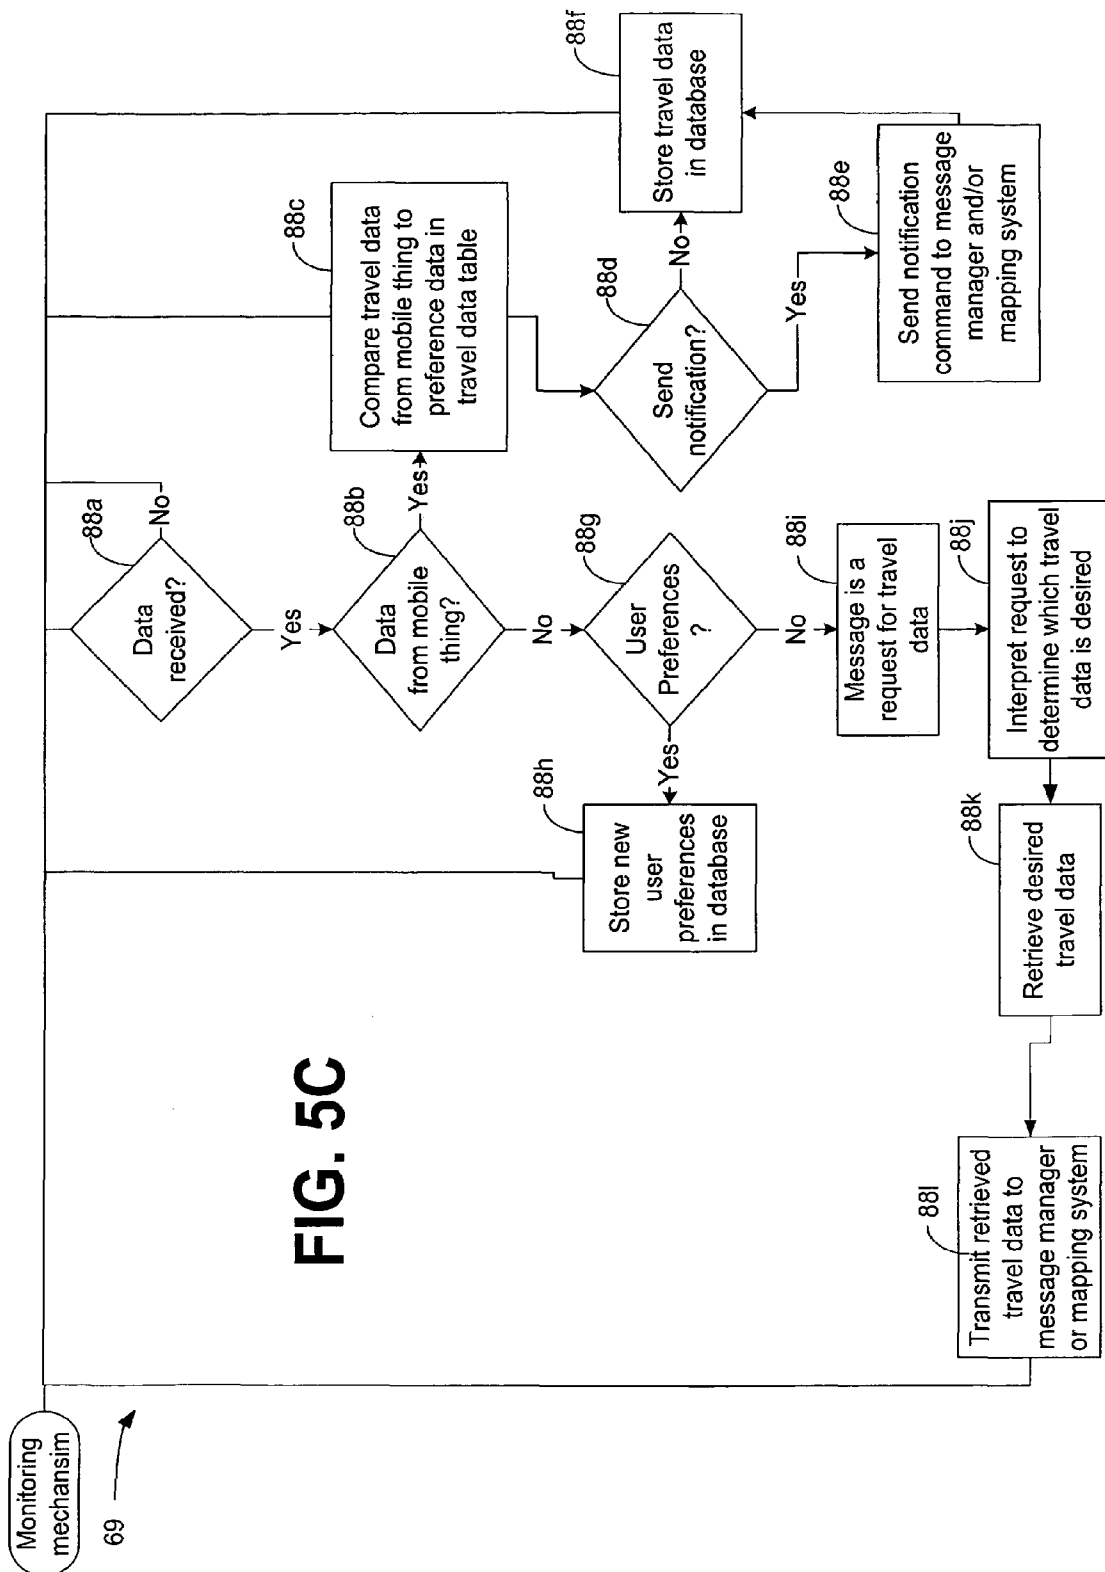 Monitoring
mechansim
69
FIG. 5C
88a
Data
received?
No
Yes
88b
Data
from mobile
thing?
Yes
No
88c
Compare travel data
from mobile thing to
preference data in
travel data table
88d
Send
notification?
No
Yes
88e
Send notification
command to message
manager and/or
mapping system
88f
Store travel data
in database
88g
User
Preferences
?
Yes
No
88h
Store new
user
preferences
in database
88i
Message is a
request for travel
data
88j
Interpret request to
determine which travel
data is desired
88k
Retrieve desired
travel data
88l
Transmit retrieved
travel data to
message manager
or mapping system